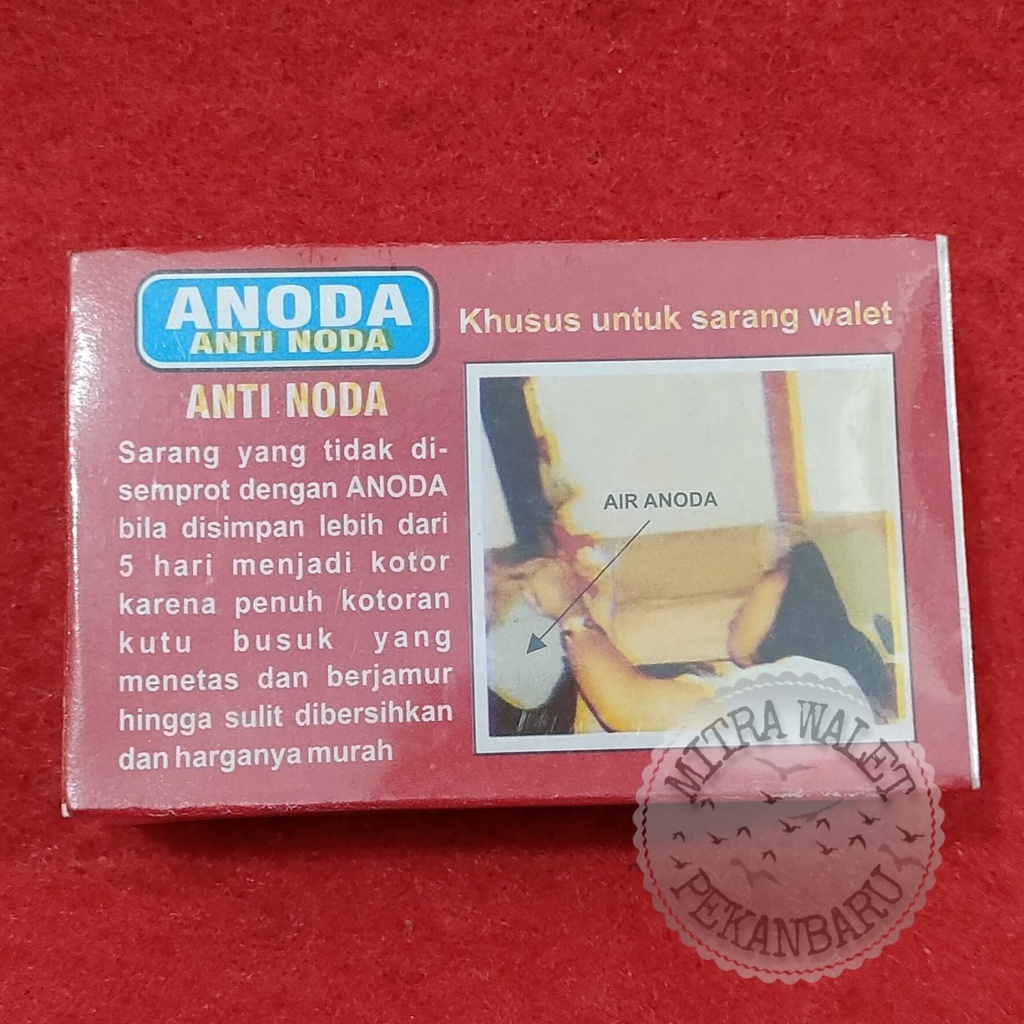 ANODA
ANTI NODA
Khusus untuk sarang walet
ANTI NODA
Sarang yang tidak di-
semprot dengan ANODA
bila disimpan lebih dari
5 hari menjadi kotor
karena penuh kotoran
kutu busuk yang
menetas dan berjamur
hingga sulit dibersihkan
dan harganya murah
AIR ANODA
MITRA WALET
PEKANBARU